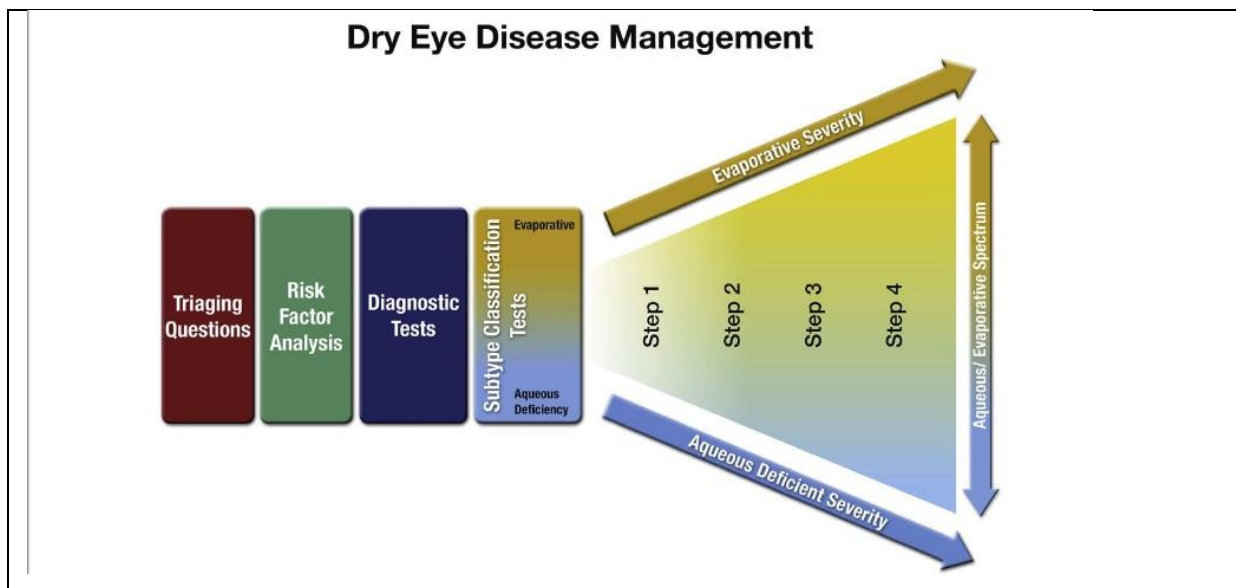 Dry Eye Disease Management
Triaging
Questions
Risk
Factor
Analysis
Diagnostic
Tests
Subtype Classification
Tests
Evaporative
Aqueous
Deficiency
Evaporative Severity
Step 1
Step 2
Step 3
Step 4
Aqueous Deficient Severity
Aqueous/ Evaporative Spectrum